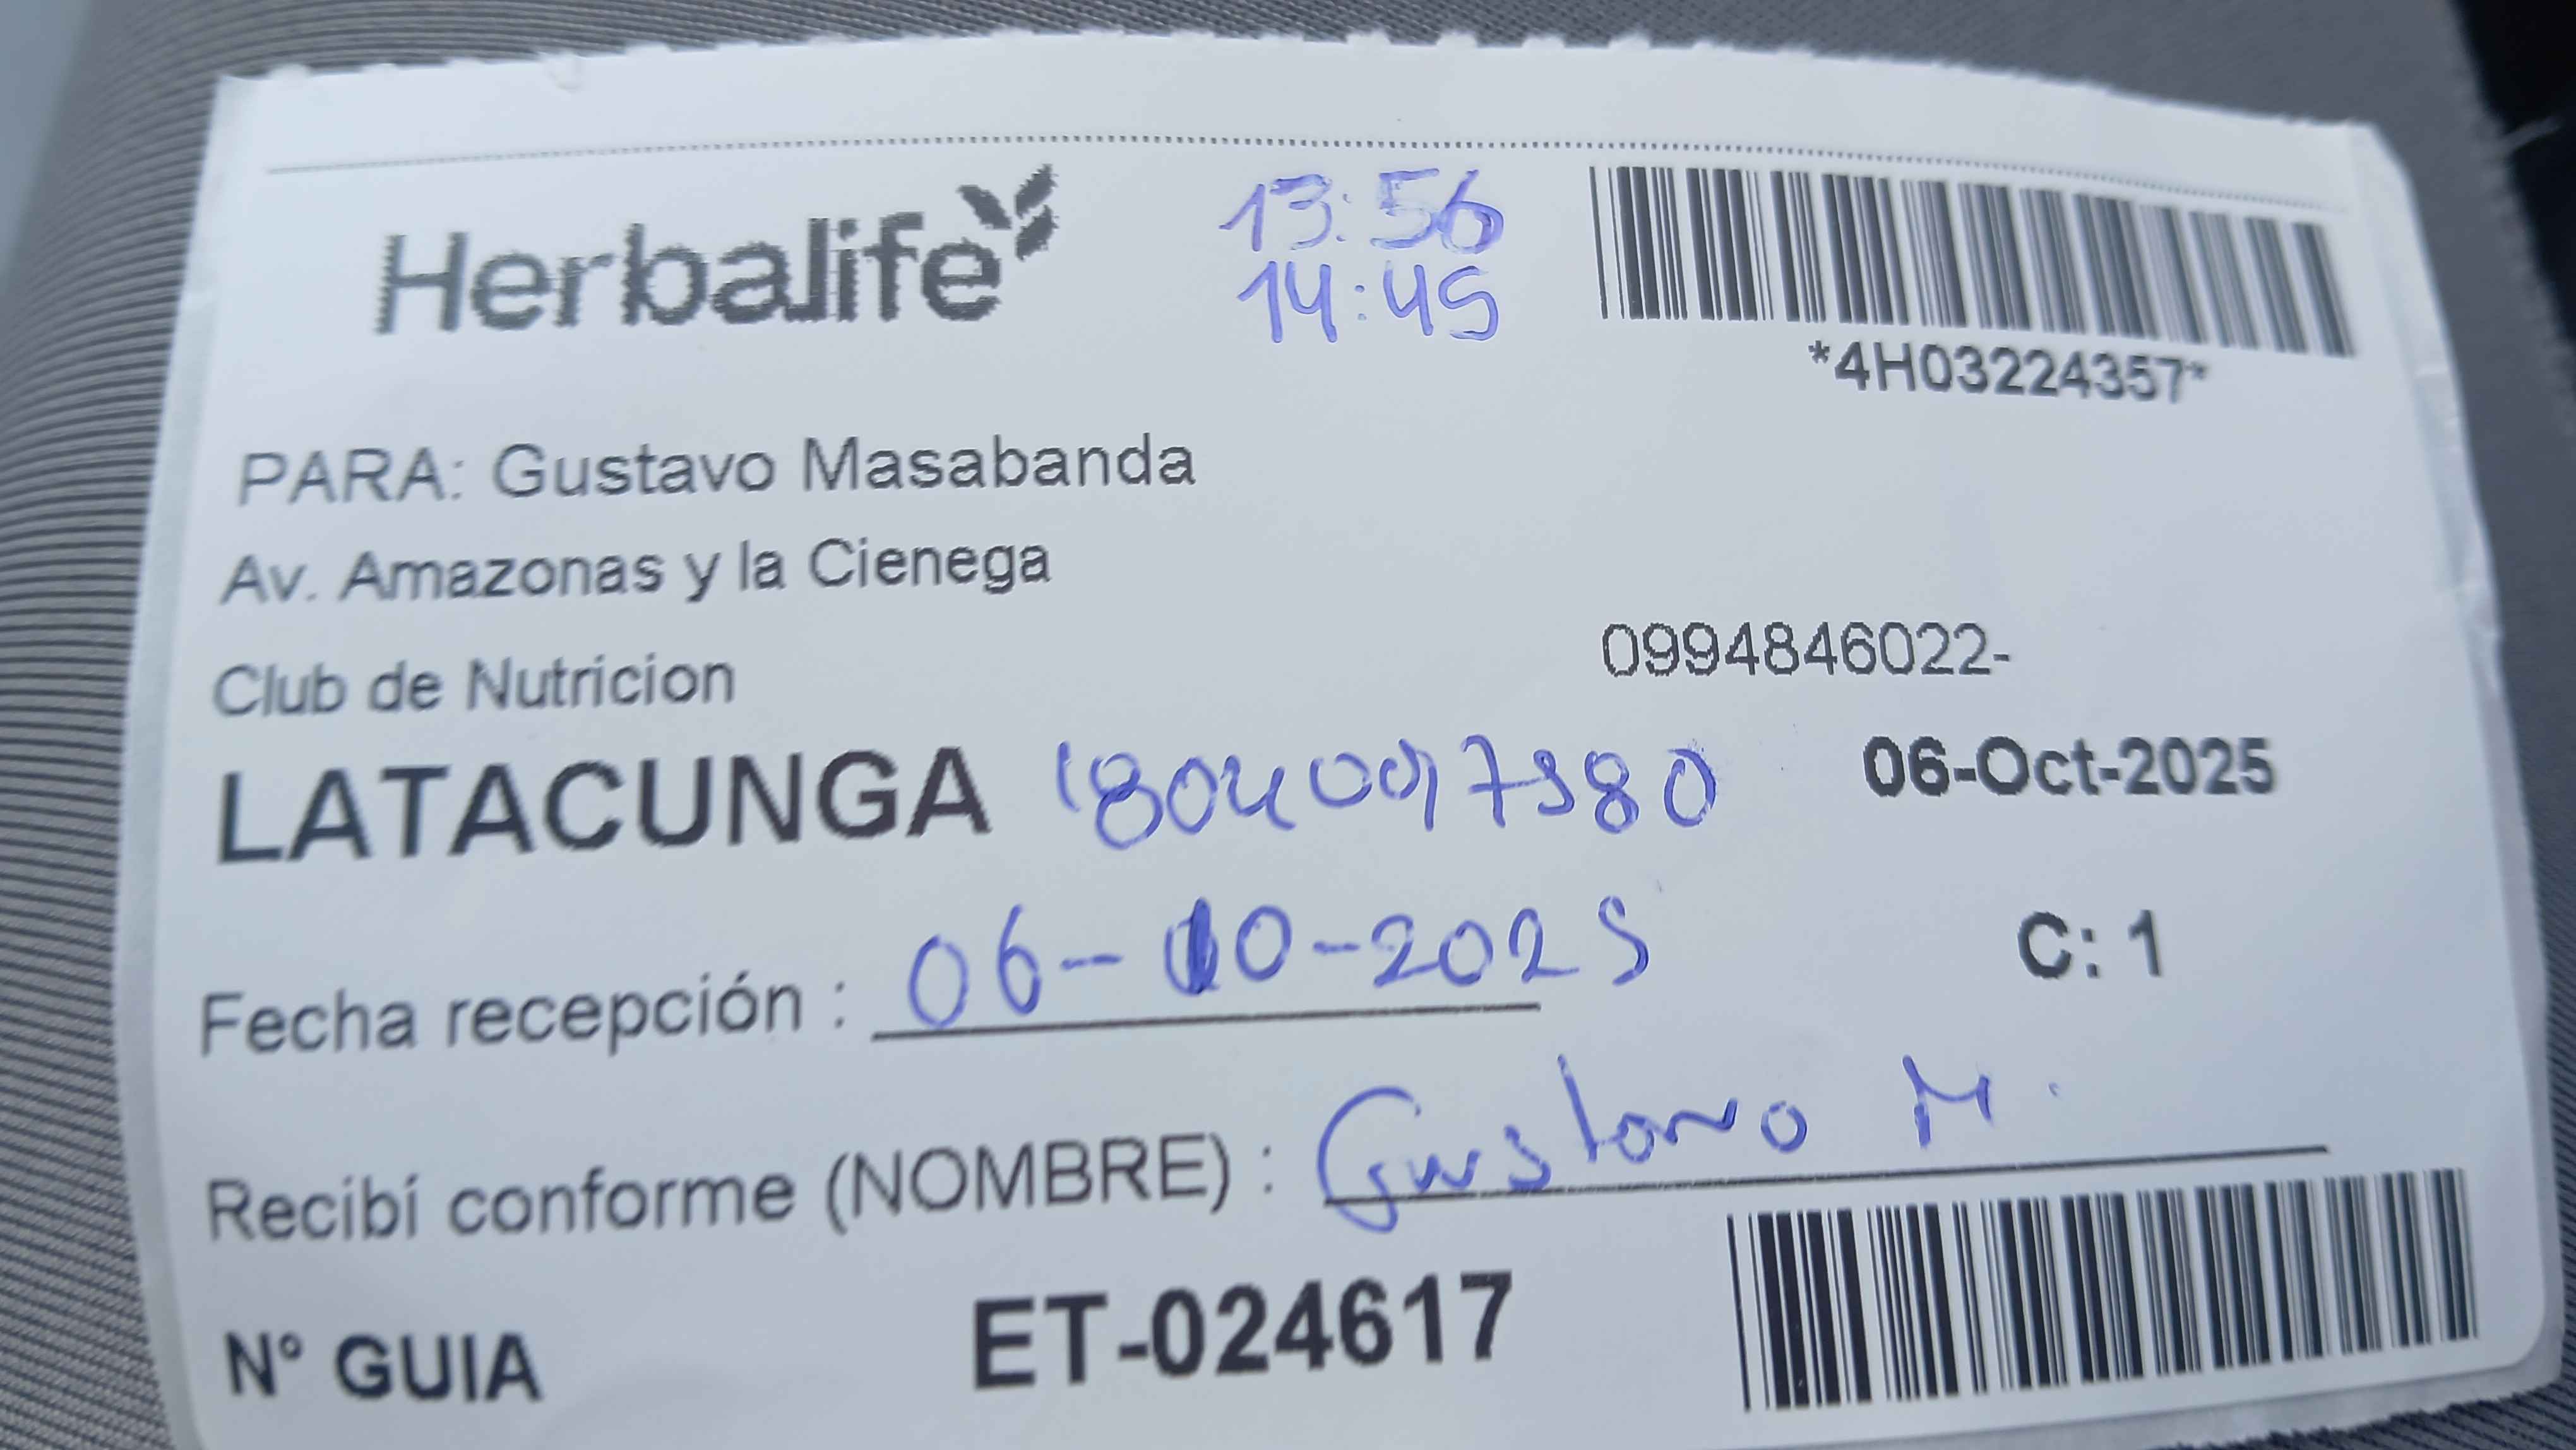 Herbalife
13:56
14:45
*4H03224357*
PARA: Gustavo Masabanda
Av. Amazonas y la Cienega
0994846022-
Club de Nutricion
LATACUNGA 1804097980 06-Oct-2025
Fecha recepción : 06-10-2025 C: 1
Recibí conforme (NOMBRE) : Gustavo M.
N° GUIA ET-024617